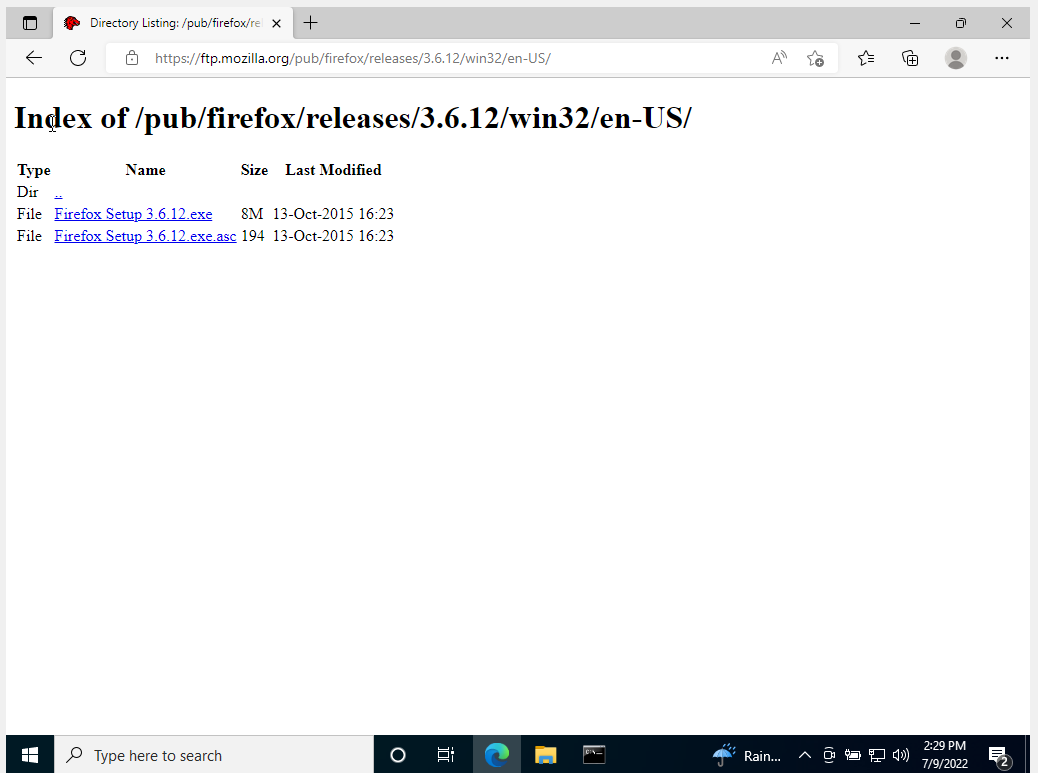 Directory Listing: /pub/firefox/re
https://ftp.mozilla.org/pub/firefox/releases/3.6.12/win32/en-US/
Index of /pub/firefox/releases/3.6.12/win32/en-US/
Type Name Size Last Modified
Dir ..
File Firefox Setup 3.6.12.exe 8M 13-Oct-2015 16:23
File Firefox Setup 3.6.12.exe.asc 194 13-Oct-2015 16:23
Type here to search
Rain...
2:29 PM
7/9/2022
2